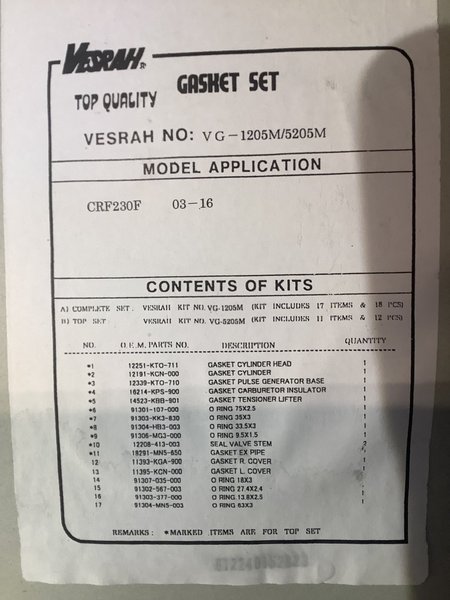 VESRAH R.
GASKET SET
TOP QUALITY
VESRAH NO: VG-1205M/5205M
MODEL APPLICATION
CRF230F 03-16
CONTENTS OF KITS
A) COMPLETE SET: VESRAH KIT NO. VG-1205M (KIT INCLUDES 17 ITEMS & 18 PCS)
B) TOP SET VESRAH KIT NO. VG-5205M (KIT INCLUDES 11 ITEMS & 12 PCS)
NO. O.E.M. PARTS NO. DESCRIPTION QUANTITY
*1 12251-KTO-711 GASKET CYLINDER HEAD 1
*2 12191-KCN-000 GASKET CYLINDER 1
*3 12339-KTO-710 GASKET PULSE GENERATOR BASE 1
*4 16214-KPS-900 GASKET CARBURETOR INSULATOR 1
*5 14523-KBB-901 GASKET TENSIONER LIFTER 1
*6 91301-107-000 O RING 75X2.5 1
*7 91303-KK3-830 O RING 35X3 1
*8 91304-HB3-003 O RING 33.5X3 1
*9 91306-MG3-000 O RING 9.5X1.5 1
*10 12208-413-003 SEAL VALVE STEM 2
*11 18291-MN5-650 GASKET EX PIPE 1
12 11393-KGA-900 GASKET R. COVER 1
13 11395-KCN-000 GASKET L. COVER 1
14 91307-035-000 O RING 18X3 1
15 91302-567-003 O RING 27.4X2.4 1
16 91303-377-000 O RING 13.8X2.5 1
17 91304-MN5-003 O RING 63X3 1
REMARKS: *MARKED ITEMS ARE FOR TOP SET